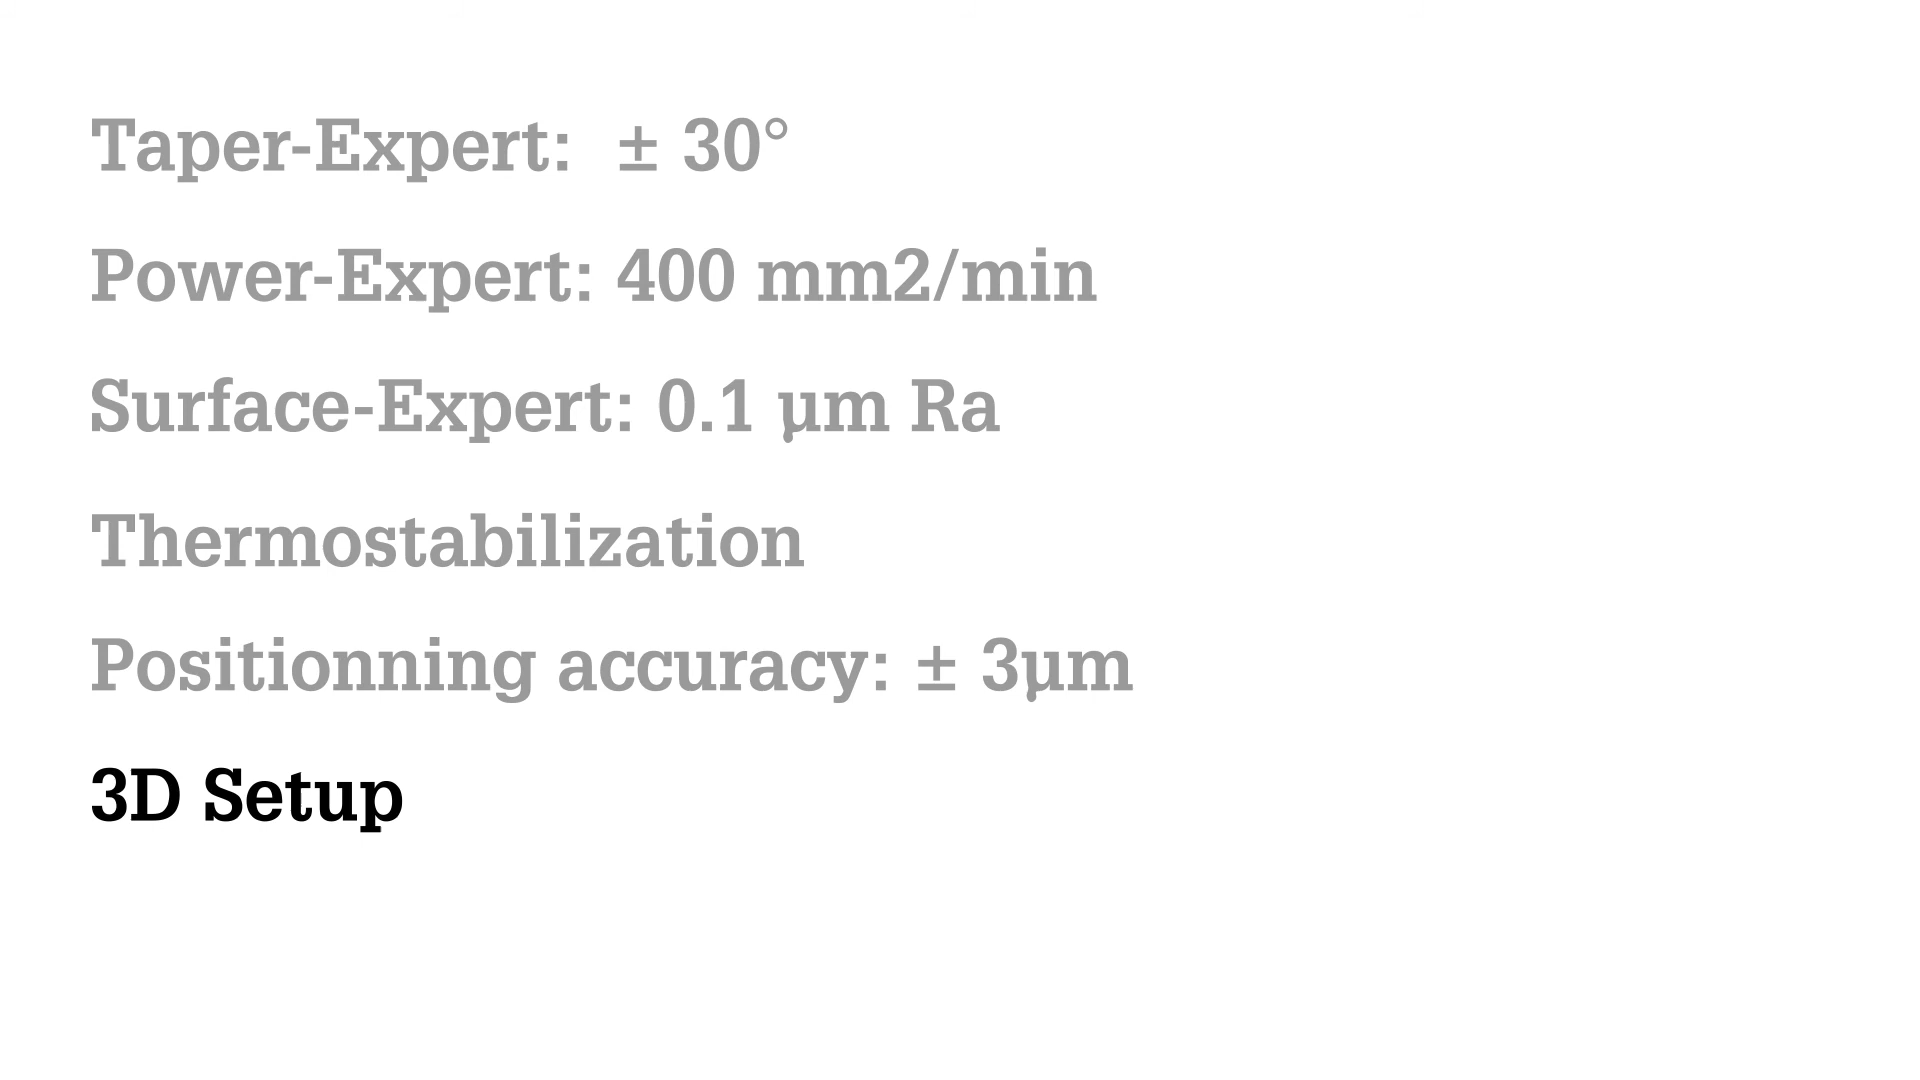 Taper-Expert: ± 30°
Power-Expert: 400 mm2/min
Surface-Expert: 0.1 µm Ra
Thermostabilization
Positionning accuracy: ± 3µm
3D Setup